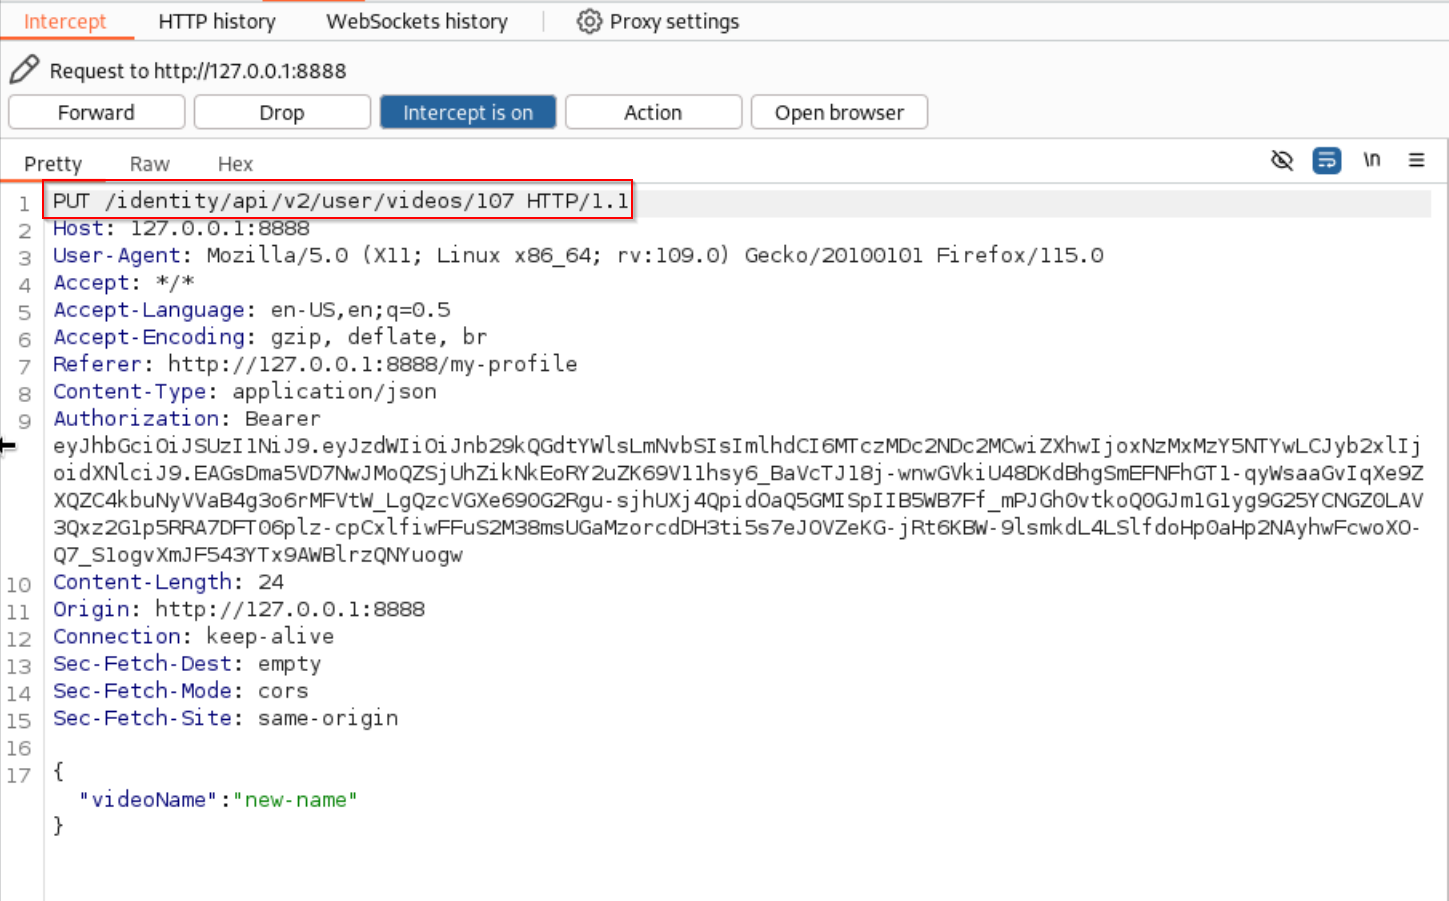 Intercept HTTP history WebSockets history Proxy settings
Request to http://127.0.0.1:8888
Forward Drop Intercept is on Action Open browser
Pretty Raw Hex \n
1 PUT /identity/api/v2/user/videos/107 HTTP/1.1
2 Host: 127.0.0.1:8888
3 User-Agent: Mozilla/5.0 (X11; Linux x86_64; rv:109.0) Gecko/20100101 Firefox/115.0
4 Accept: */*
5 Accept-Language: en-US,en;q=0.5
6 Accept-Encoding: gzip, deflate, br
7 Referer: http://127.0.0.1:8888/my-profile
8 Content-Type: application/json
9 Authorization: Bearer
eyJhbGciOiJSUzI1NiJ9.eyJzdWIiOiJnb29kQGdtYWlsLmNvbSIsImlhdCI6MTczMDc2NDc2MCwiZXhwIjoxNzMxMzY5NTYwLCJyb2xlIj
oidXNlciJ9.EAGsDma5VD7NwJMoQZSjUhZikNkEoRY2uZK69V11hsy6_BaVcTJ18j-wnwGVkiU48DKdBhgSmEFNFhGT1-qyWsaaGvIqXe9Z
XQZC4kbuNyVVaB4g3o6rMFVtW_LgQzcVGXe690G2Rgu-sjhUXj4QpidOaQ5GMISpIIB5WB7Ff_mPJGhOvtkoQ0GJm1G1yg9G25YCNGZ0LAV
3Qxz2G1p5RRA7DFT06plz-cpCxlfiwFFuS2M38msUGaMzorcdDH3ti5s7eJOVZeKG-jRt6KBW-9lsmkdL4LSlfdoHp0aHp2NAyhwFcwoXO-
Q7_S1ogvXmJF543YTx9AWBlrzQNYuogw
10 Content-Length: 24
11 Origin: http://127.0.0.1:8888
12 Connection: keep-alive
13 Sec-Fetch-Dest: empty
14 Sec-Fetch-Mode: cors
15 Sec-Fetch-Site: same-origin
16
17 {
"videoName":"new-name"
}